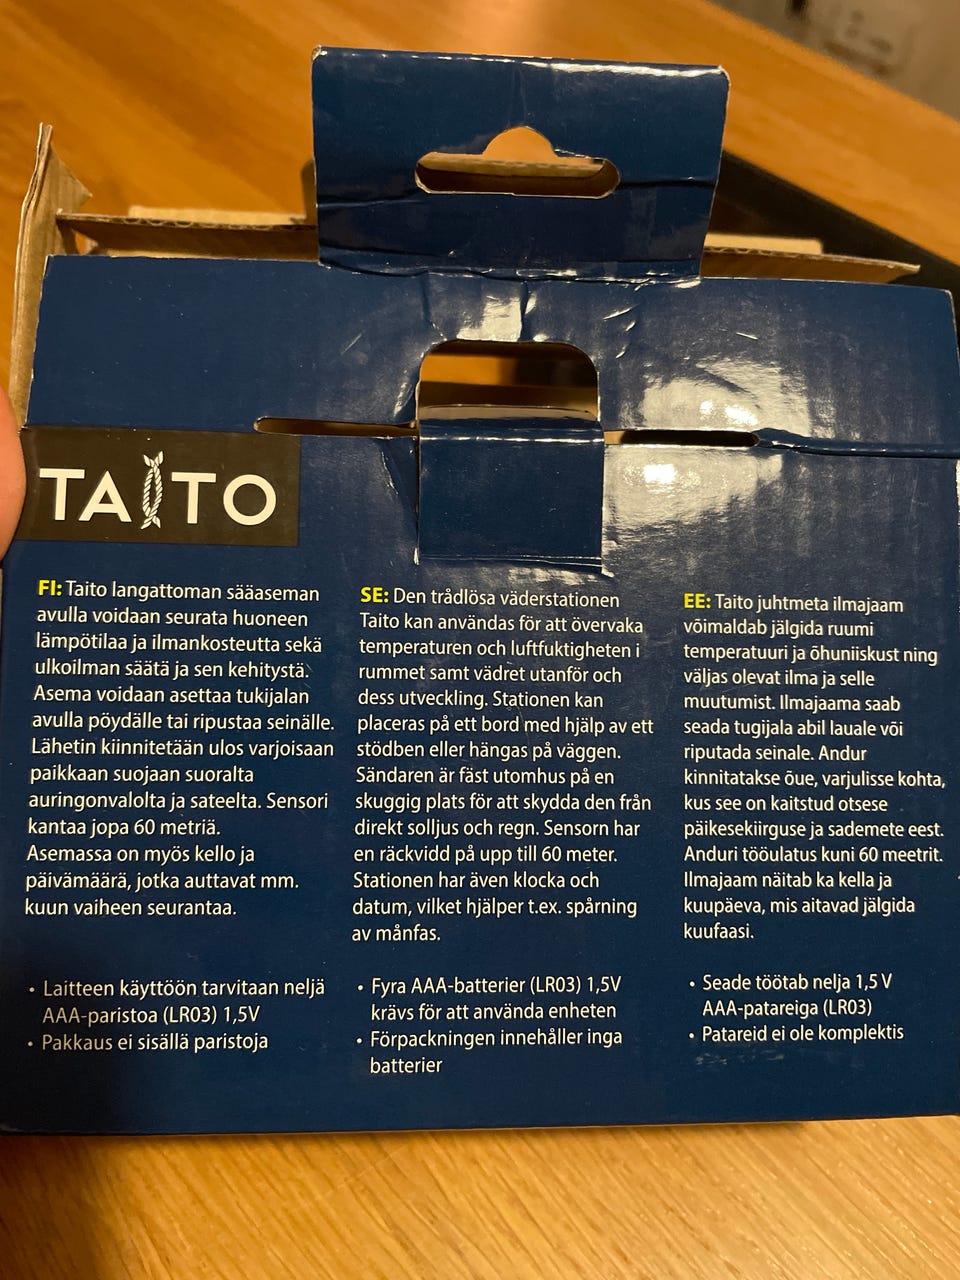 TAITO
FI: Taito langattoman sääaseman
avulla voidaan seurata huoneen
lämpötilaa ja ilmankosteutta sekä
ulkoilman säätä ja sen kehitystä.
Asema voidaan asettaa tukijalan
avulla pöydälle tai ripustaa seinälle.
Lähetin kiinnitetään ulos varjoisaan
paikkaan suojaan suoralta
auringonvalolta ja sateelta. Sensori
kantaa jopa 60 metriä.
Asemassa on myös kello ja
päivämäärä, jotka auttavat mm.
kuun vaiheen seurantaa.
• Laitteen käyttöön tarvitaan neljä
AAA-paristoa (LR03) 1,5V
• Pakkaus ei sisällä paristoja
SE: Den trådlösa väderstationen
Taito kan användas för att övervaka
temperaturen och luftfuktigheten i
rummet samt vädret utanför och
dess utveckling. Stationen kan
placeras på ett bord med hjälp av ett
stödben eller hängas på väggen.
Sändaren är fäst utomhus på en
skuggig plats för att skydda den från
direkt solljus och regn. Sensorn har
en räckvidd på upp till 60 meter.
Stationen har även klocka och
datum, vilket hjälper t.ex. spårning
av månfas.
• Fyra AAA-batterier (LR03) 1,5V
krävs för att använda enheten
• Förpackningen innehåller inga
batterier
EE: Taito juhtmeta ilmajaam
võimaldab jälgida ruumi
temperatuuri ja õhuniiskust ning
väljas olevat ilma ja selle
muutumist. Ilmajaama saab
seada tugijala abil lauale või
riputada seinale. Andur
kinnitatakse õue, varjulisse kohta,
kus see on kaitstud otsese
päikesekiirguse ja sademete eest.
Anduri tööulatus kuni 60 meetrit.
Ilmajaam näitab ka kella ja
kuupäeva, mis aitavad jälgida
kuufaasi.
• Seade töötab nelja 1,5 V
AAA-patareiga (LR03)
• Patareid ei ole komplektis